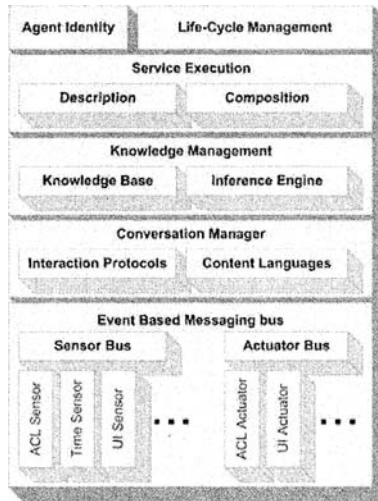 Agent Identity
Life-Cycle Management
Service Execution
Description
Composition
Knowledge Management
Knowledge Base
Inference Engine
Conversation Manager
Interaction Protocols
Content Languages
Event Based Messaging bus
Sensor Bus
Actuator Bus
ACL Sensor
Time Sensor
UI Sensor
ACL Actuator
UI Actuator